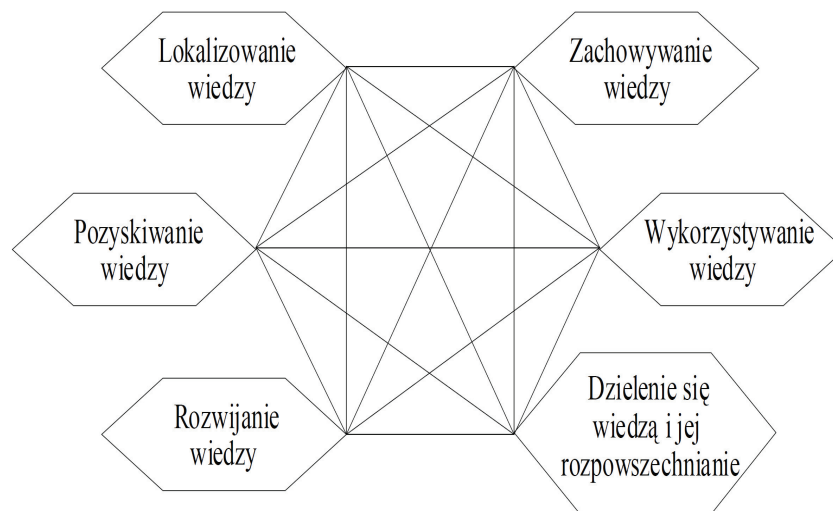 Lokalizowanie
wiedzy
Zachowywanie
wiedzy
Pozyskiwanie
wiedzy
Wykorzystywanie
wiedzy
Rozwijanie
wiedzy
Dzielenie się
wiedzą i jej
rozpowszechnianie